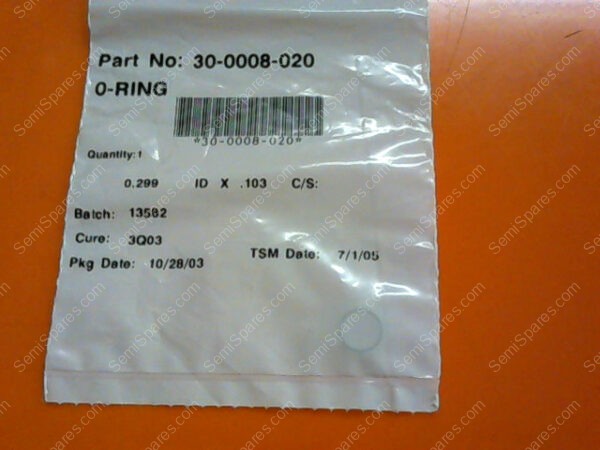 Part No: 30-0008-020
O-RING
*30-0008-020*
Quantity: 1
0.299 ID X .103 C/S:
Batch: 13582
Cure: 3Q03
Pkg Date: 10/28/03 TSM Date: 7/1/05
SemiSpares.com